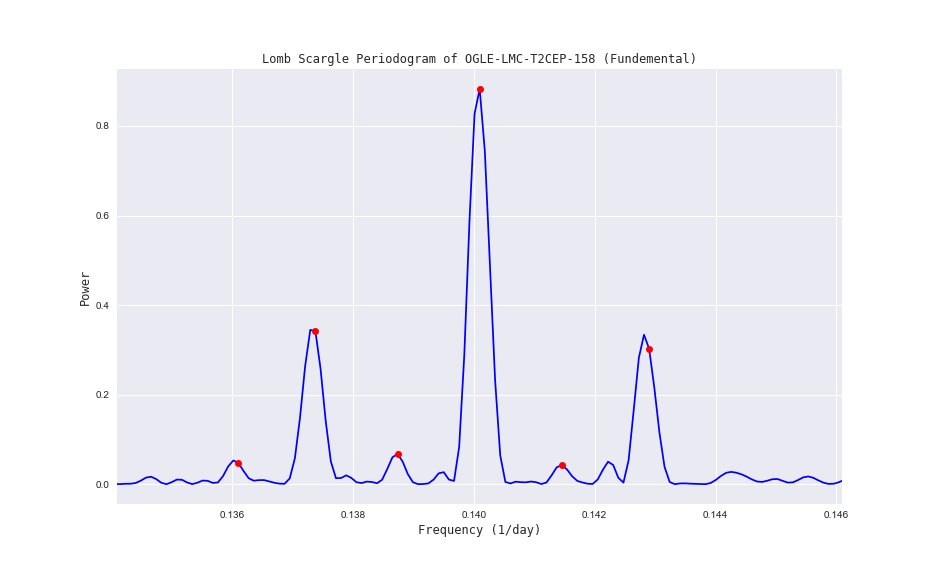 Lomb Scargle Periodogram of OGLE-LMC-T2CEP-158 (Fundemental)
0.8
0.6
Power
0.4
0.2
0.0
0.136 0.138 0.140 0.142 0.144 0.146
Frequency (1/day)